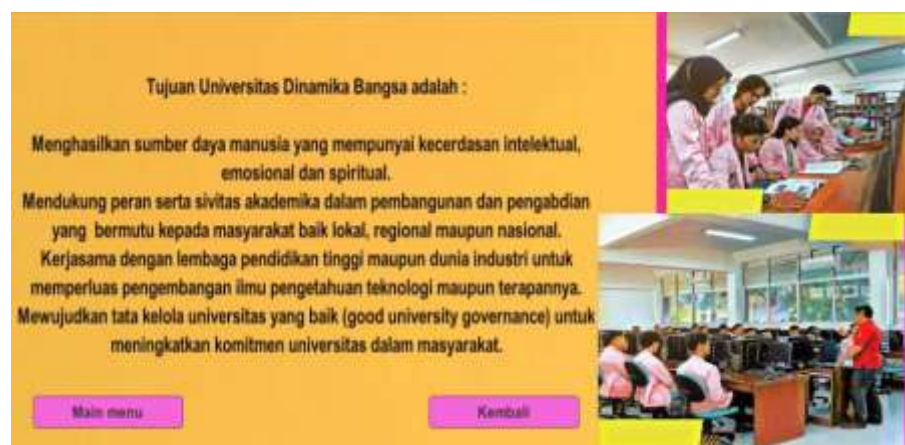 Tujuan Universitas Dinamika Bangsa adalah :
Menghasilkan sumber daya manusia yang mempunyai kecerdasan intelektual,
emosional dan spiritual.
Mendukung peran serta sivitas akademika dalam pembangunan dan pengabdian
yang bermutu kepada masyarakat baik lokal, regional maupun nasional.
Kerjasama dengan lembaga pendidikan tinggi maupun dunia industri untuk
memperluas pengembangan ilmu pengetahuan teknologi maupun terapannya.
Mewujudkan tata kelola universitas yang baik (good university governance) untuk
meningkatkan komitmen universitas dalam masyarakat.
Main menu
Kembali